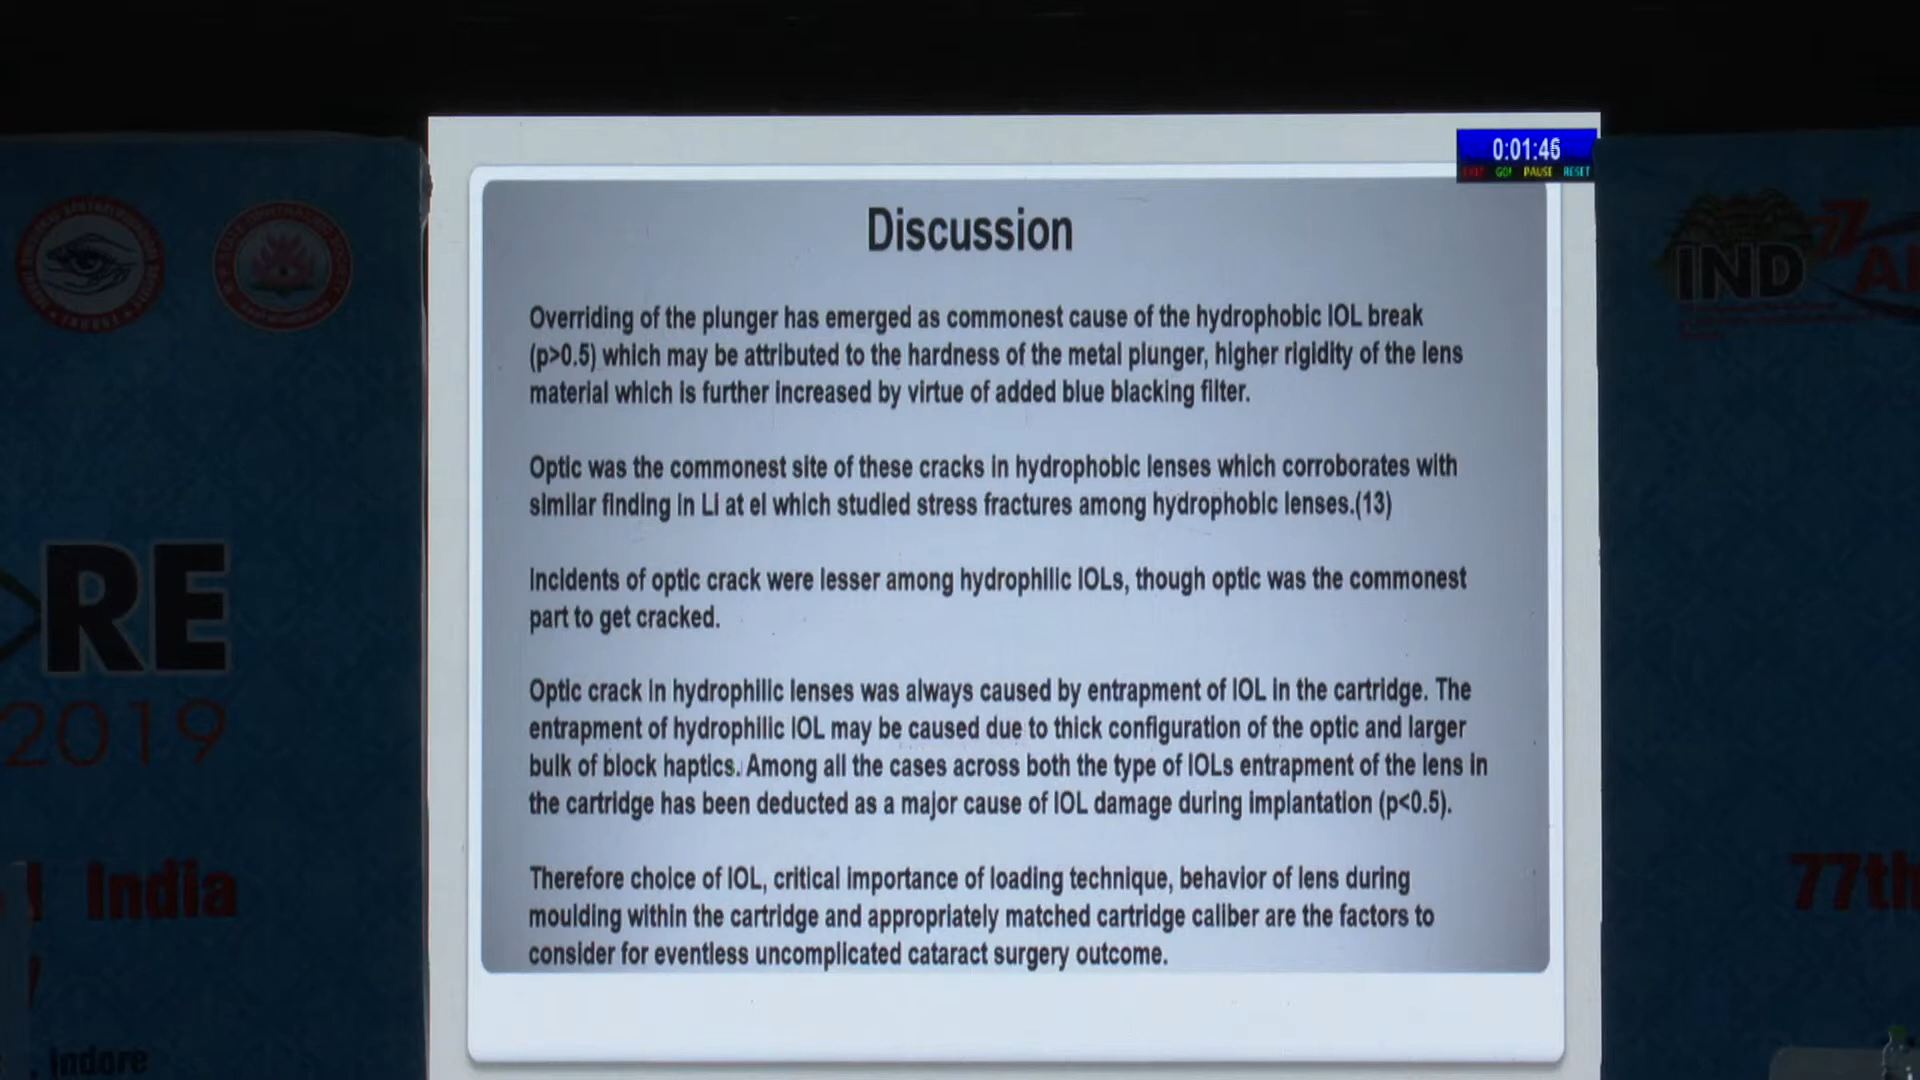 0:01:46
EXIT GO! PAUSE RESET
Discussion
Overriding of the plunger has emerged as commonest cause of the hydrophobic IOL break
(p>0.5) which may be attributed to the hardness of the metal plunger, higher rigidity of the lens
material which is further increased by virtue of added blue blacking filter.
Optic was the commonest site of these cracks in hydrophobic lenses which corroborates with
similar finding in Li at el which studied stress fractures among hydrophobic lenses.(13)
Incidents of optic crack were lesser among hydrophilic IOLs, though optic was the commonest
part to get cracked.
Optic crack in hydrophilic lenses was always caused by entrapment of IOL in the cartridge. The
entrapment of hydrophilic IOL may be caused due to thick configuration of the optic and larger
bulk of block haptics. Among all the cases across both the type of IOLs entrapment of the lens in
the cartridge has been deducted as a major cause of IOL damage during implantation (p<0.5).
Therefore choice of IOL, critical importance of loading technique, behavior of lens during
moulding within the cartridge and appropriately matched cartridge caliber are the factors to
consider for eventless uncomplicated cataract surgery outcome.
RE
2019
India
Indore
IND
77
77th